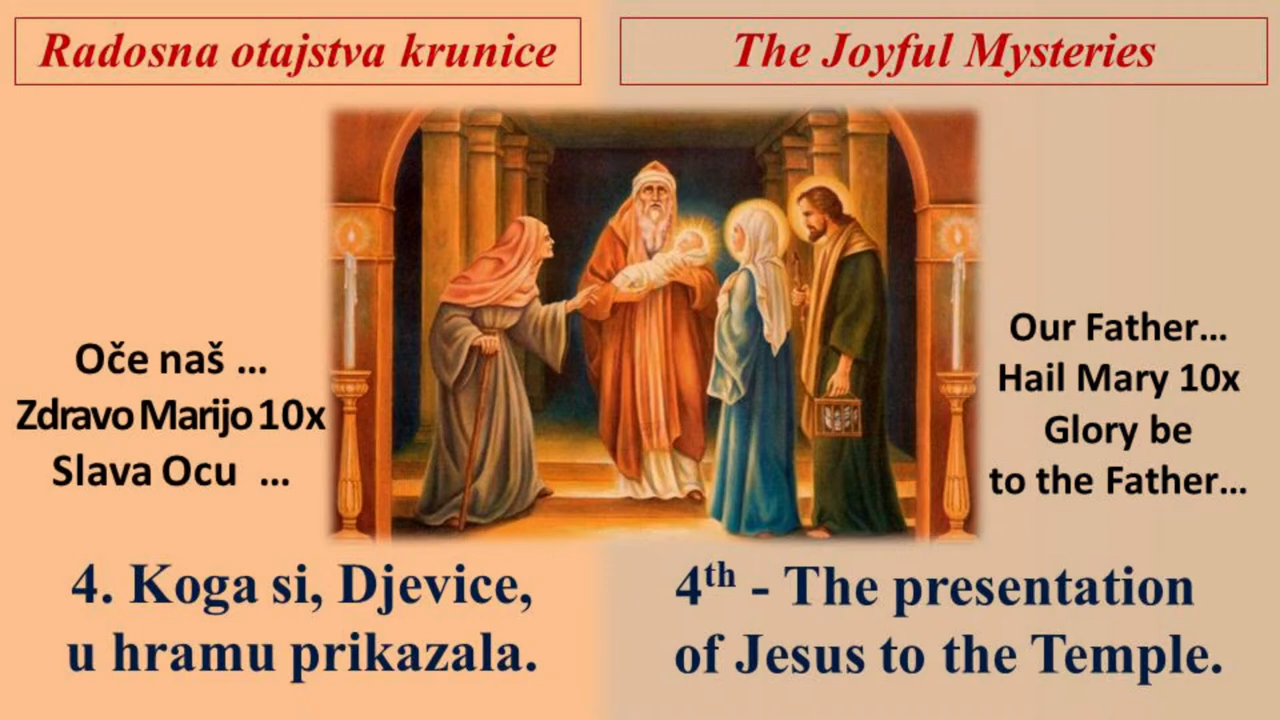 Radosna otajstva krunice
Oče naš ...
Zdravo Marijo 10x
Slava Ocu ...
4. Koga si, Djevice,
u hramu prikazala.
The Joyful Mysteries
Our Father...
Hail Mary 10x
Glory be
to the Father...
4th - The presentation
of Jesus to the Temple.